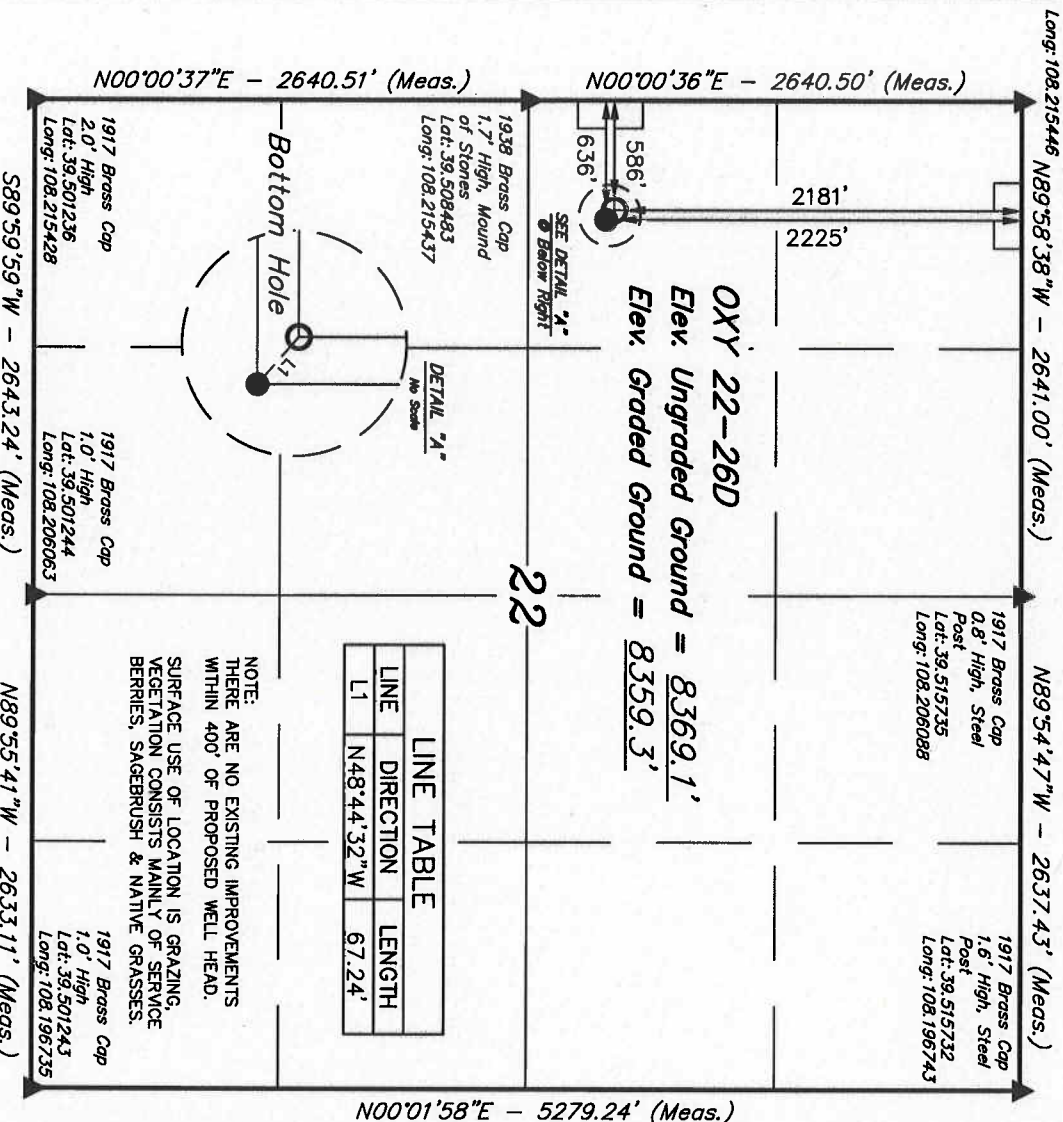 Long: 108.215446
N89°58'38"W - 2641.00' (Meas.)
N89°54'47"W - 2637.43' (Meas.)
1917 Brass Cap
0.8' High, Steel
Post
Lat: 39.515735
Long: 108.206088
1917 Brass Cap
1.6' High, Steel
Post
Lat: 39.515732
Long: 108.196743
N00°00'36"E - 2640.50' (Meas.)
2181'
2225'
586'
636'
OXY 22-26D
Elev. Ungraded Ground = 8369.1'
Elev. Graded Ground = 8359.3'
SEE DETAIL "A"
@ Below Right
1938 Brass Cap
1.7' High, Mound
of Stones
Lat: 39.508483
Long: 108.215437
22
N00°00'37"E - 2640.51' (Meas.)
DETAIL "A"
No Scale
L1
Bottom Hole
LINE TABLE
LINE DIRECTION LENGTH
L1 N48°44'32"W 67.24'
NOTE:
THERE ARE NO EXISTING IMPROVEMENTS
WITHIN 400' OF PROPOSED WELL HEAD.
SURFACE USE OF LOCATION IS GRAZING,
VEGETATION CONSISTS MAINLY OF SERVICE
BERRIES, SAGEBRUSH & NATIVE GRASSES.
N00°01'58"E - 5279.24' (Meas.)
1917 Brass Cap
2.0' High
Lat: 39.501236
Long: 108.215428
1917 Brass Cap
1.0' High
Lat: 39.501244
Long: 108.206063
1917 Brass Cap
1.0' High
Lat: 39.501243
Long: 108.196735
S89°59'59"W - 2643.24' (Meas.)
N89°55'41"W - 2633.11' (Meas.)